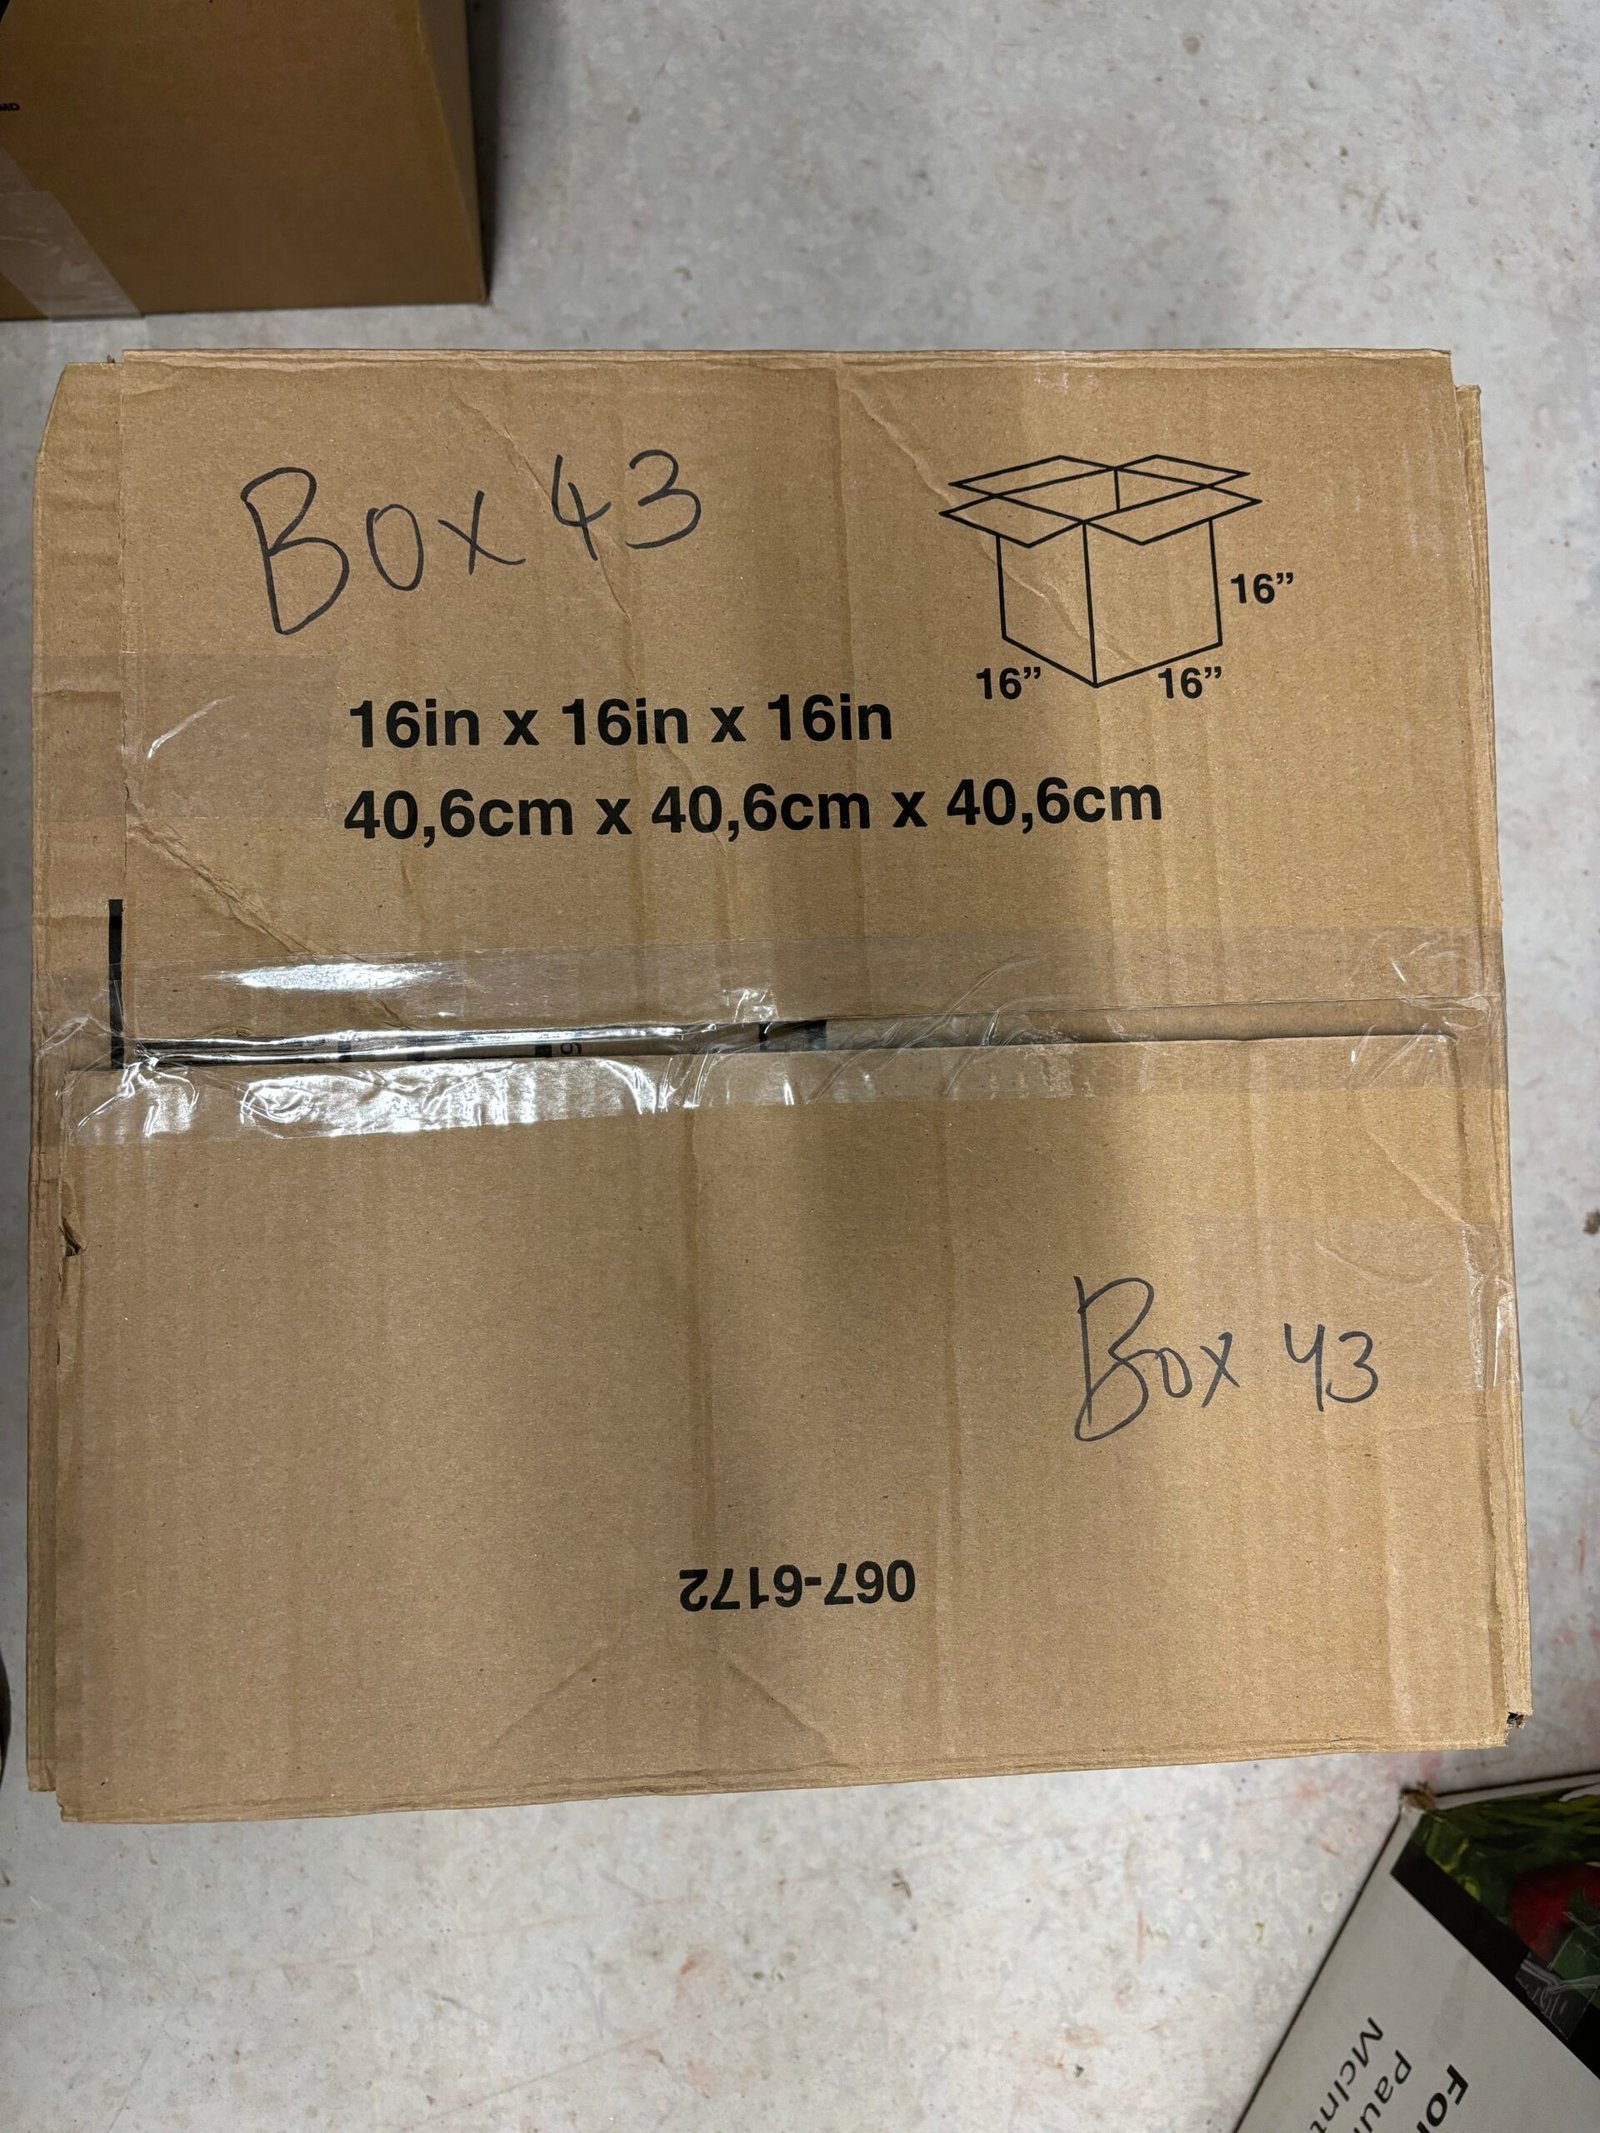 Box 43
16”
16” 16”
16in x 16in x 16in
40,6cm x 40,6cm x 40,6cm
Box 43
067-6172